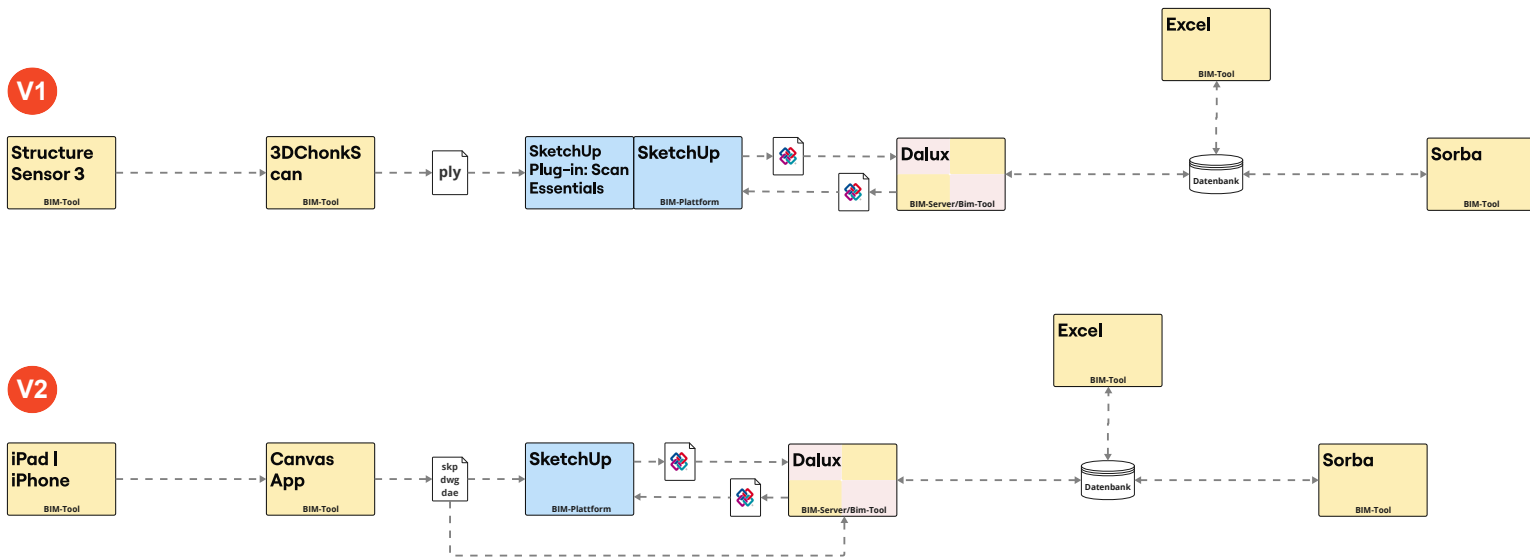 V1
Structure
Sensor 3
BIM-Tool
3DChonkS
can
BIM-Tool
ply
SketchUp
Plug-in: Scan
Essentials
SketchUp
BIM-Plattform
Dalux
BIM-Server/Bim-Tool
Excel
BIM-Tool
Datenbank
Sorba
BIM-Tool
V2
iPad |
iPhone
BIM-Tool
Canvas
App
BIM-Tool
skp
dwg
dae
SketchUp
BIM-Plattform
Dalux
BIM-Server/Bim-Tool
Excel
BIM-Tool
Datenbank
Sorba
BIM-Tool